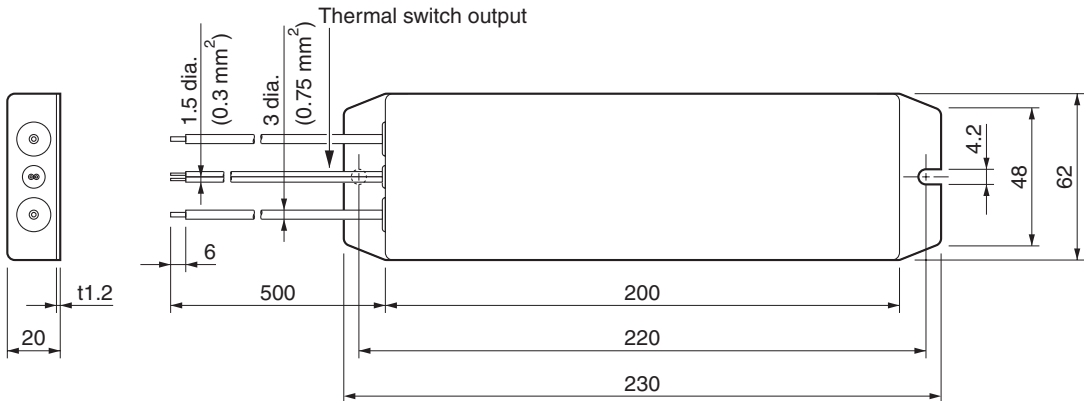 Thermal switch output
1.5 dia.
(0.3 mm²)
3 dia.
(0.75 mm²)
4.2
48
62
6
t1.2
500
200
20
220
230